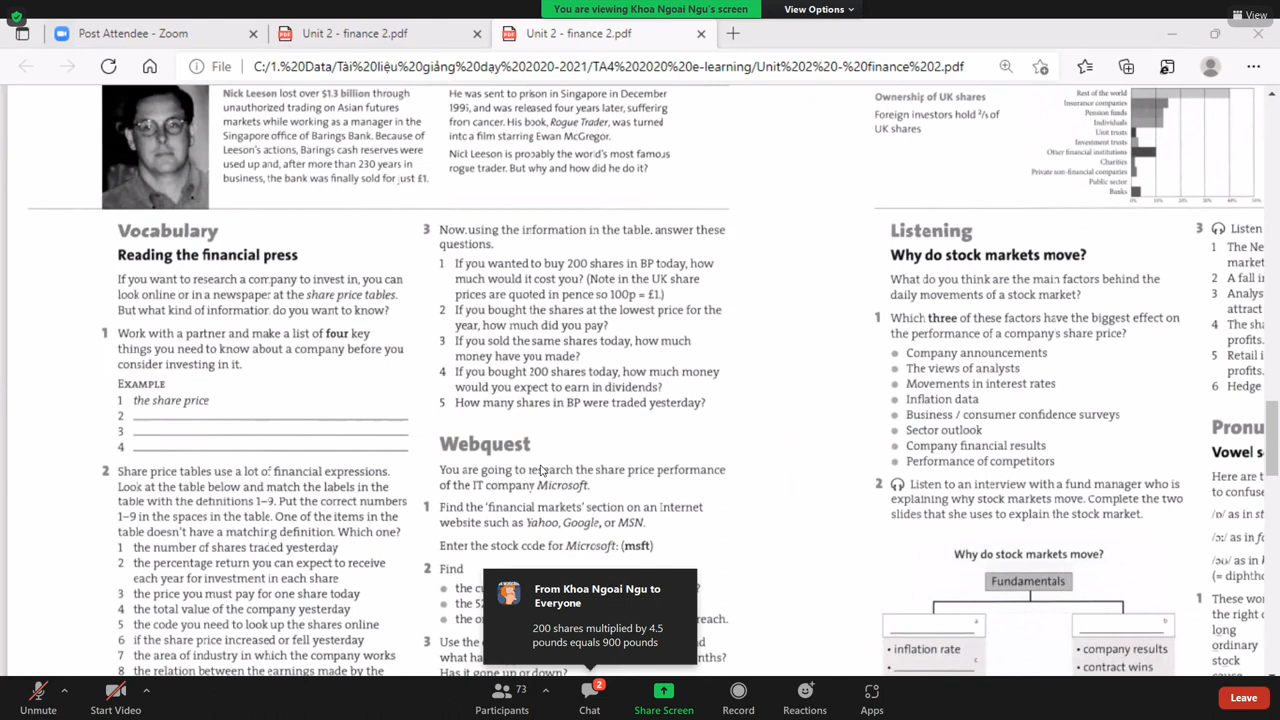 You are viewing Khoa Ngoai Ngu's screen
View Options
View
Post Attendee - Zoom
Unit 2 - finance 2.pdf
Unit 2 - finance 2.pdf
File
C:/1.%20Data/Tài%20liệu%20giảng%20dạy%202020-2021/TA4%202020%20e-learning/Unit%202%20-%20finance%202.pdf
Nick Leeson lost over $1.3 billion through
unauthorized trading on Asian futures
markets while working as a manager in the
Singapore office of Barings Bank. Because of
Leeson's actions, Barings cash reserves were
used up and, after more than 230 years in
business, the bank was finally sold for just £1.
He was sent to prison in Singapore in December
1995, and was released four years later, suffering
from cancer. His book, Rogue Trader, was turned
into a film starring Ewan McGregor.
Nick Leeson is probably the world's most famous
rogue trader. But why and how did he do it?
Ownership of UK shares
Foreign investors hold ⅖ of
UK shares
Rest of the world
Insurance companies
Pension funds
Individuals
Unit trusts
Investment trusts
Other financial institutions
Charities
Private non-financial companies
Public sector
Banks
0% 10% 20% 30% 40% 50%
Vocabulary
Reading the financial press
If you want to research a company to invest in, you can
look online or in a newspaper at the share price tables.
But what kind of information do you want to know?
1 Work with a partner and make a list of four key
things you need to know about a company before you
consider investing in it.
EXAMPLE
1 the share price
2
3
4
2 Share price tables use a lot of financial expressions.
Look at the table below and match the labels in the
table with the definitions 1–9. Put the correct numbers
1–9 in the spaces in the table. One of the items in the
table doesn't have a matching definition. Which one?
1 the number of shares traded yesterday
2 the percentage return you can expect to receive
each year for investment in each share
3 the price you must pay for one share today
4 the total value of the company yesterday
5 the code you need to look up the shares online
6 if the share price increased or fell yesterday
7 the area of industry in which the company works
8 the relation between the earnings made by the
3 Now, using the information in the table, answer these
questions.
1 If you wanted to buy 200 shares in BP today, how
much would it cost you? (Note in the UK share
prices are quoted in pence so 100p = £1.)
2 If you bought the shares at the lowest price for the
year, how much did you pay?
3 If you sold the same shares today, how much
money have you made?
4 If you bought 200 shares today, how much money
would you expect to earn in dividends?
5 How many shares in BP were traded yesterday?
Webquest
You are going to research the share price performance
of the IT company Microsoft.
1 Find the 'financial markets' section on an Internet
website such as Yahoo, Google, or MSN.
Enter the stock code for Microsoft: (msft)
2 Find
the cu
the 5
the o
reach.
3 Use the
what ha
nths?
Has it gone up or down?
From Khoa Ngoai Ngu to
Everyone
200 shares multiplied by 4.5
pounds equals 900 pounds
Listening
Why do stock markets move?
What do you think are the main factors behind the
daily movements of a stock market?
1 Which three of these factors have the biggest effect on
the performance of a company's share price?
Company announcements
The views of analysts
Movements in interest rates
Inflation data
Business / consumer confidence surveys
Sector outlook
Company financial results
Performance of competitors
2 Listen to an interview with a fund manager who is
explaining why stock markets move. Complete the two
slides that she uses to explain the stock market.
Why do stock markets move?
Fundamentals
a
b
• inflation rate
c
• company results
• contract wins
3 Listen
1 The Ne
market
2 A fall i
3 Analys
attract
4 The sha
profits.
5 Retail i
profits.
6 Hedge
Pronu
Vowel s
Here are t
to confuse
/ɒ/ as in st
/ɔː/ as in fo
/əʊ/ as in
(= diphtho
1 These wor
the right c
long
ordinary
stock
cause
Unmute
Start Video
73
Participants
2
Chat
Share Screen
Record
Reactions
Apps
Leave